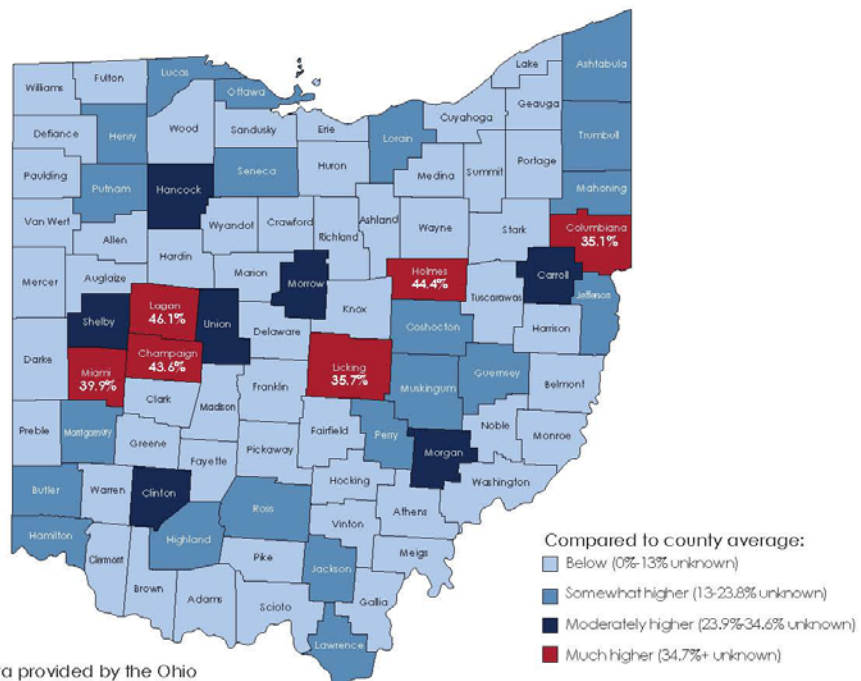 Lake
Ashtabula
Lucas
Fulton
Williams
Ottawa
Geauga
Cuyahoga
Defiance
Henry
Wood
Sandusky
Erie
Lorain
Trumbull
Paulding
Putnam
Hancock
Seneca
Huron
Medina
Summit
Portage
Mahoning
Van Wert
Allen
Wyandot
Crawford
Richland
Ashland
Wayne
Stark
Columbiana
35.1%
Hardin
Marion
Morrow
Holmes
44.4%
Carroll
Mercer
Auglaize
Logan
46.1%
Union
Knox
Tuscarawas
Jefferson
Shelby
Delaware
Coshocton
Harrison
Darke
Miami
39.9%
Champaign
43.6%
Licking
35.7%
Guernsey
Belmont
Clark
Madison
Franklin
Muskingum
Preble
Montgomery
Greene
Fairfield
Perry
Noble
Monroe
Fayette
Pickaway
Morgan
Butler
Warren
Clinton
Hocking
Washington
Ross
Athens
Hamilton
Clermont
Highland
Vinton
Pike
Meigs
Jackson
Brown
Adams
Scioto
Gallia
Lawrence
Compared to county average:
Below (0%-13% unknown)
Somewhat higher (13-23.8% unknown)
Moderately higher (23.9%-34.6% unknown)
Much higher (34.7%+ unknown)
provided by the Ohio